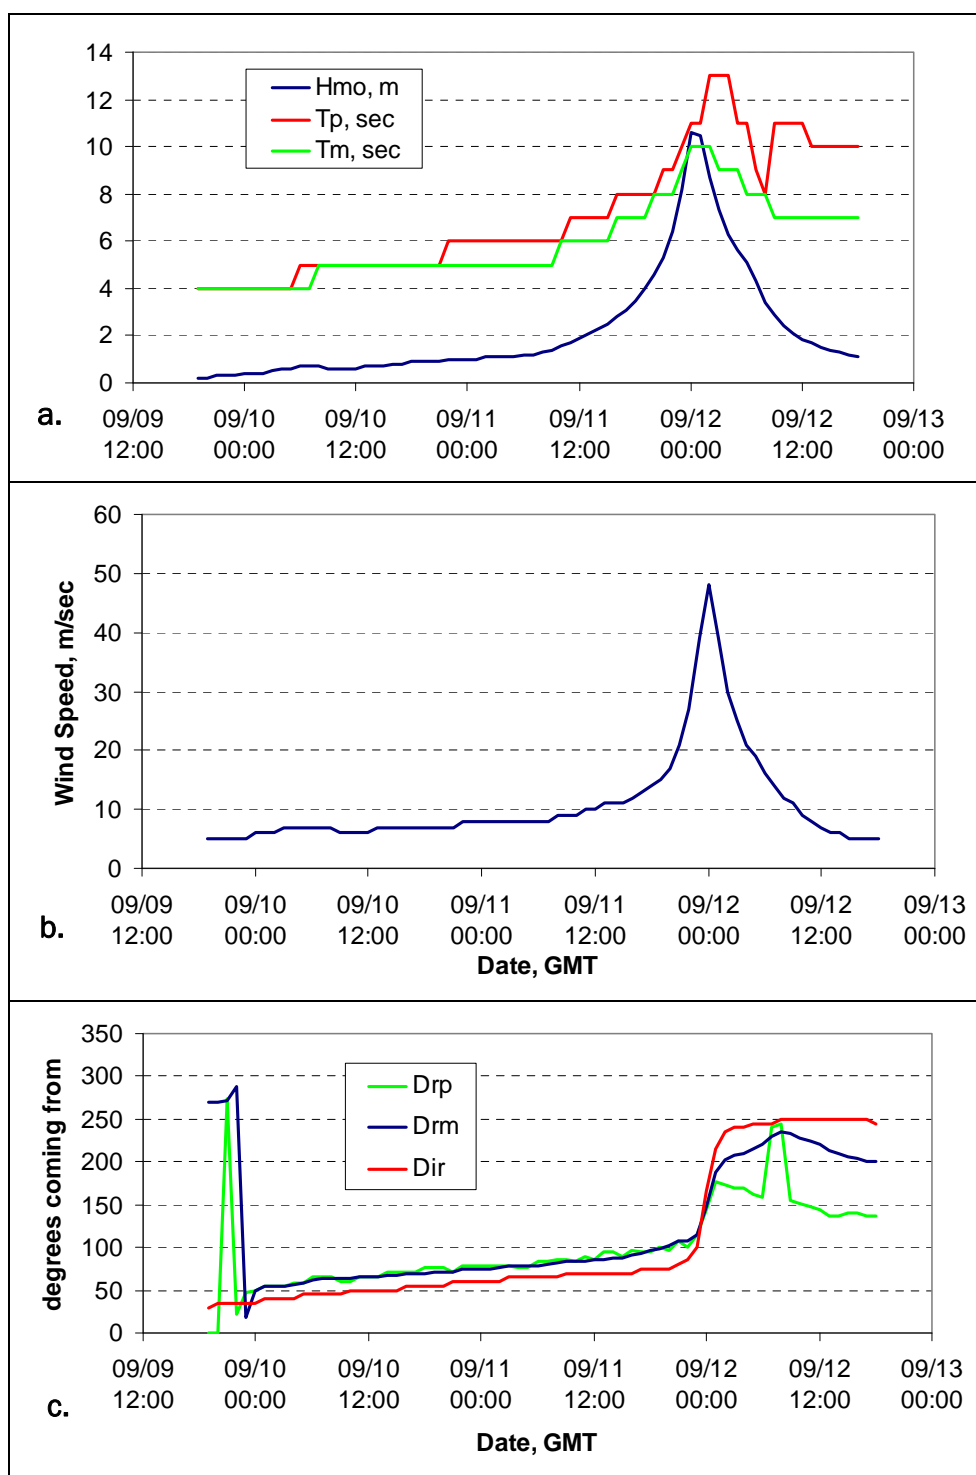 14
12
10
8
6
4
2
0
Hmo, m
Tp, sec
Tm, sec
09/09 09/10 09/10 09/11 09/11 09/12 09/12 09/13
12:00 00:00 12:00 00:00 12:00 00:00 12:00 00:00
a.
60
50
40
30
20
10
0
Wind Speed, m/sec
09/09 09/10 09/10 09/11 09/11 09/12 09/12 09/13
12:00 00:00 12:00 00:00 12:00 00:00 12:00 00:00
b.
Date, GMT
350
300
250
200
150
100
50
0
degrees coming from
Drp
Drm
Dir
09/09 09/10 09/10 09/11 09/11 09/12 09/12 09/13
12:00 00:00 12:00 00:00 12:00 00:00 12:00 00:00
c.
Date, GMT